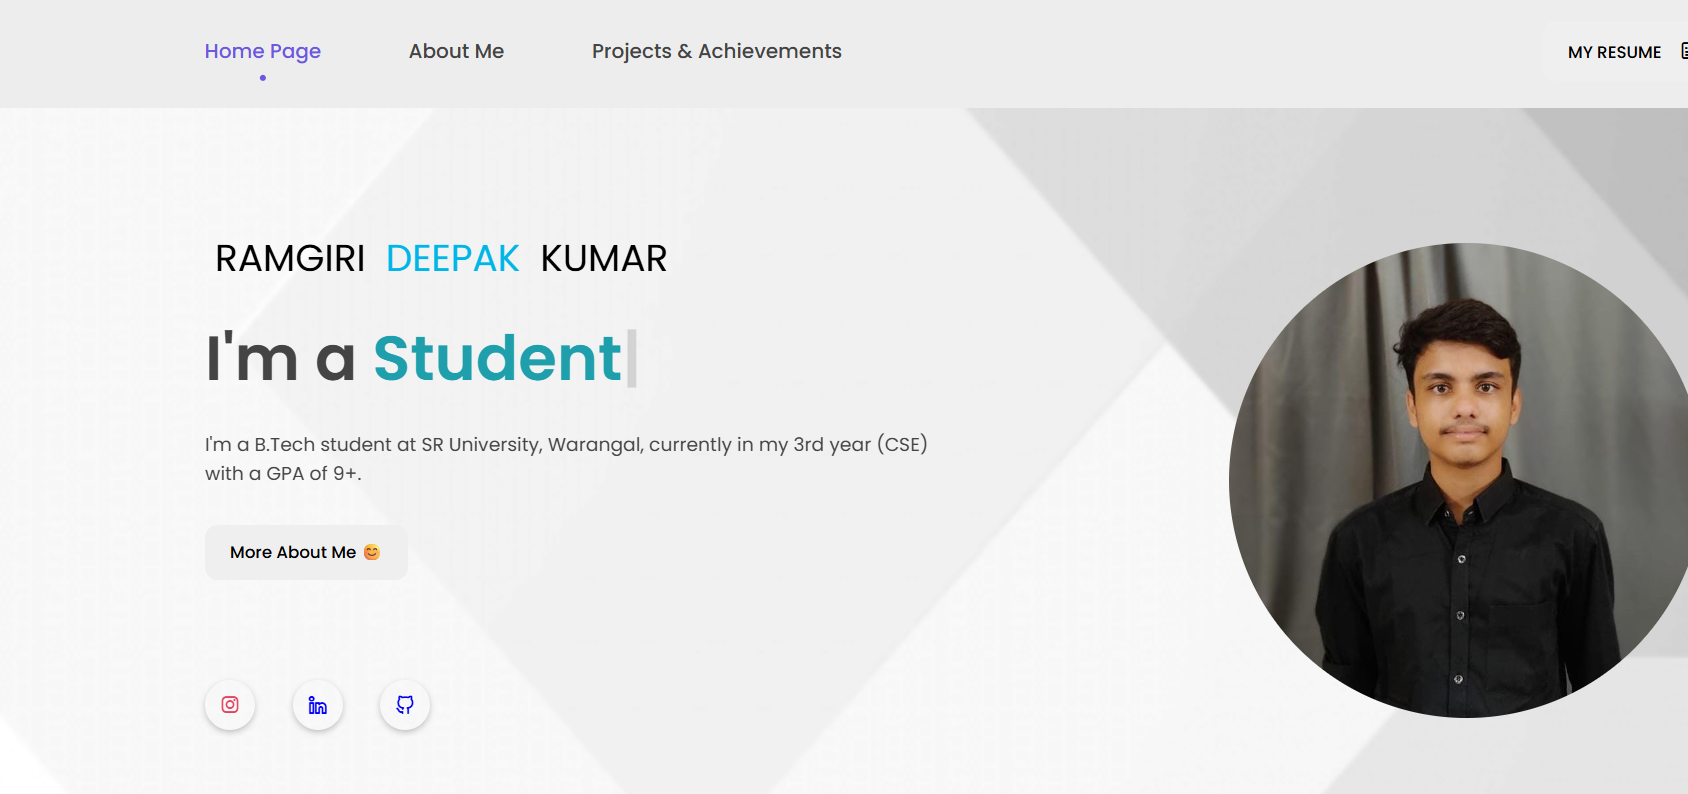 Home Page
About Me
Projects & Achievements
MY RESUME
RAMGIRI DEEPAK KUMAR
I'm a Student
I'm a B.Tech student at SR University, Warangal, currently in my 3rd year (CSE)
with a GPA of 9+.
More About Me 😊